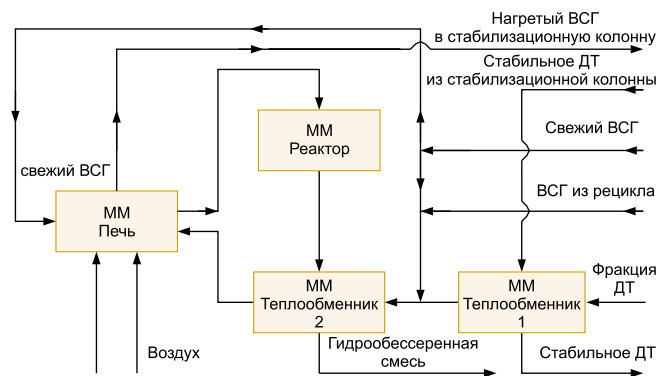 Нагретый ВСГ
в стабилизационную колонну
Стабильное ДТ
из стабилизационной колонны
ММ
Реактор
Свежий ВСГ
свежий ВСГ
ВСГ из рецикла
ММ
Печь
ММ
Теплообменник
2
ММ
Теплообменник
1
Фракция
ДТ
Воздух
Гидрообессеренная
смесь
Стабильное ДТ